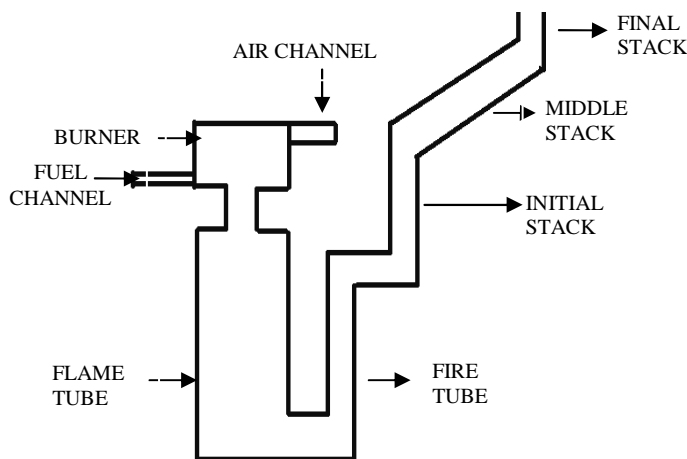 FINAL
STACK
AIR CHANNEL
MIDDLE
STACK
BURNER
FUEL
CHANNEL
INITIAL
STACK
FLAME
TUBE
FIRE
TUBE